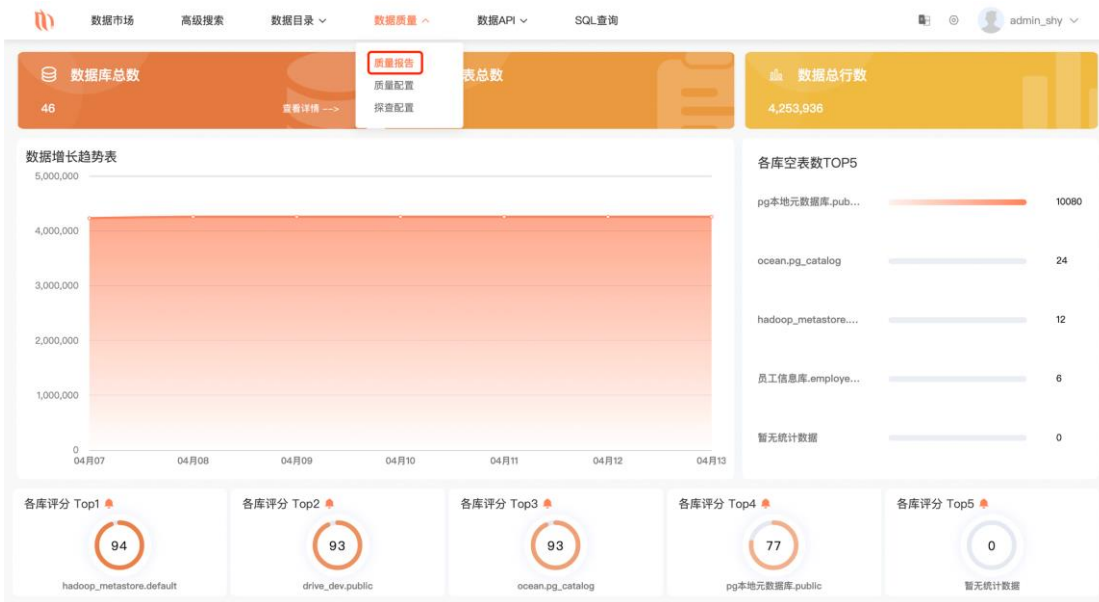 数据市场 高级搜索 数据目录 数据质量 数据API SQL查询 admin_shy
质量报告
质量配置
探查配置
数据库总数
46
查看详情 -->
表总数
数据总行数
4,253,936
数据增长趋势表
5,000,000
4,000,000
3,000,000
2,000,000
1,000,000
0
04月07 04月08 04月09 04月10 04月11 04月12 04月13
各库空表数TOP5
pg本地元数据库.pub... 10080
ocean.pg_catalog 24
hadoop_metastore.... 12
员工信息库.employe... 6
暂无统计数据 0
各库评分 Top1
94
hadoop_metastore.default
各库评分 Top2
93
drive_dev.public
各库评分 Top3
93
ocean.pg_catalog
各库评分 Top4
77
pg本地元数据库.public
各库评分 Top5
0
暂无统计数据